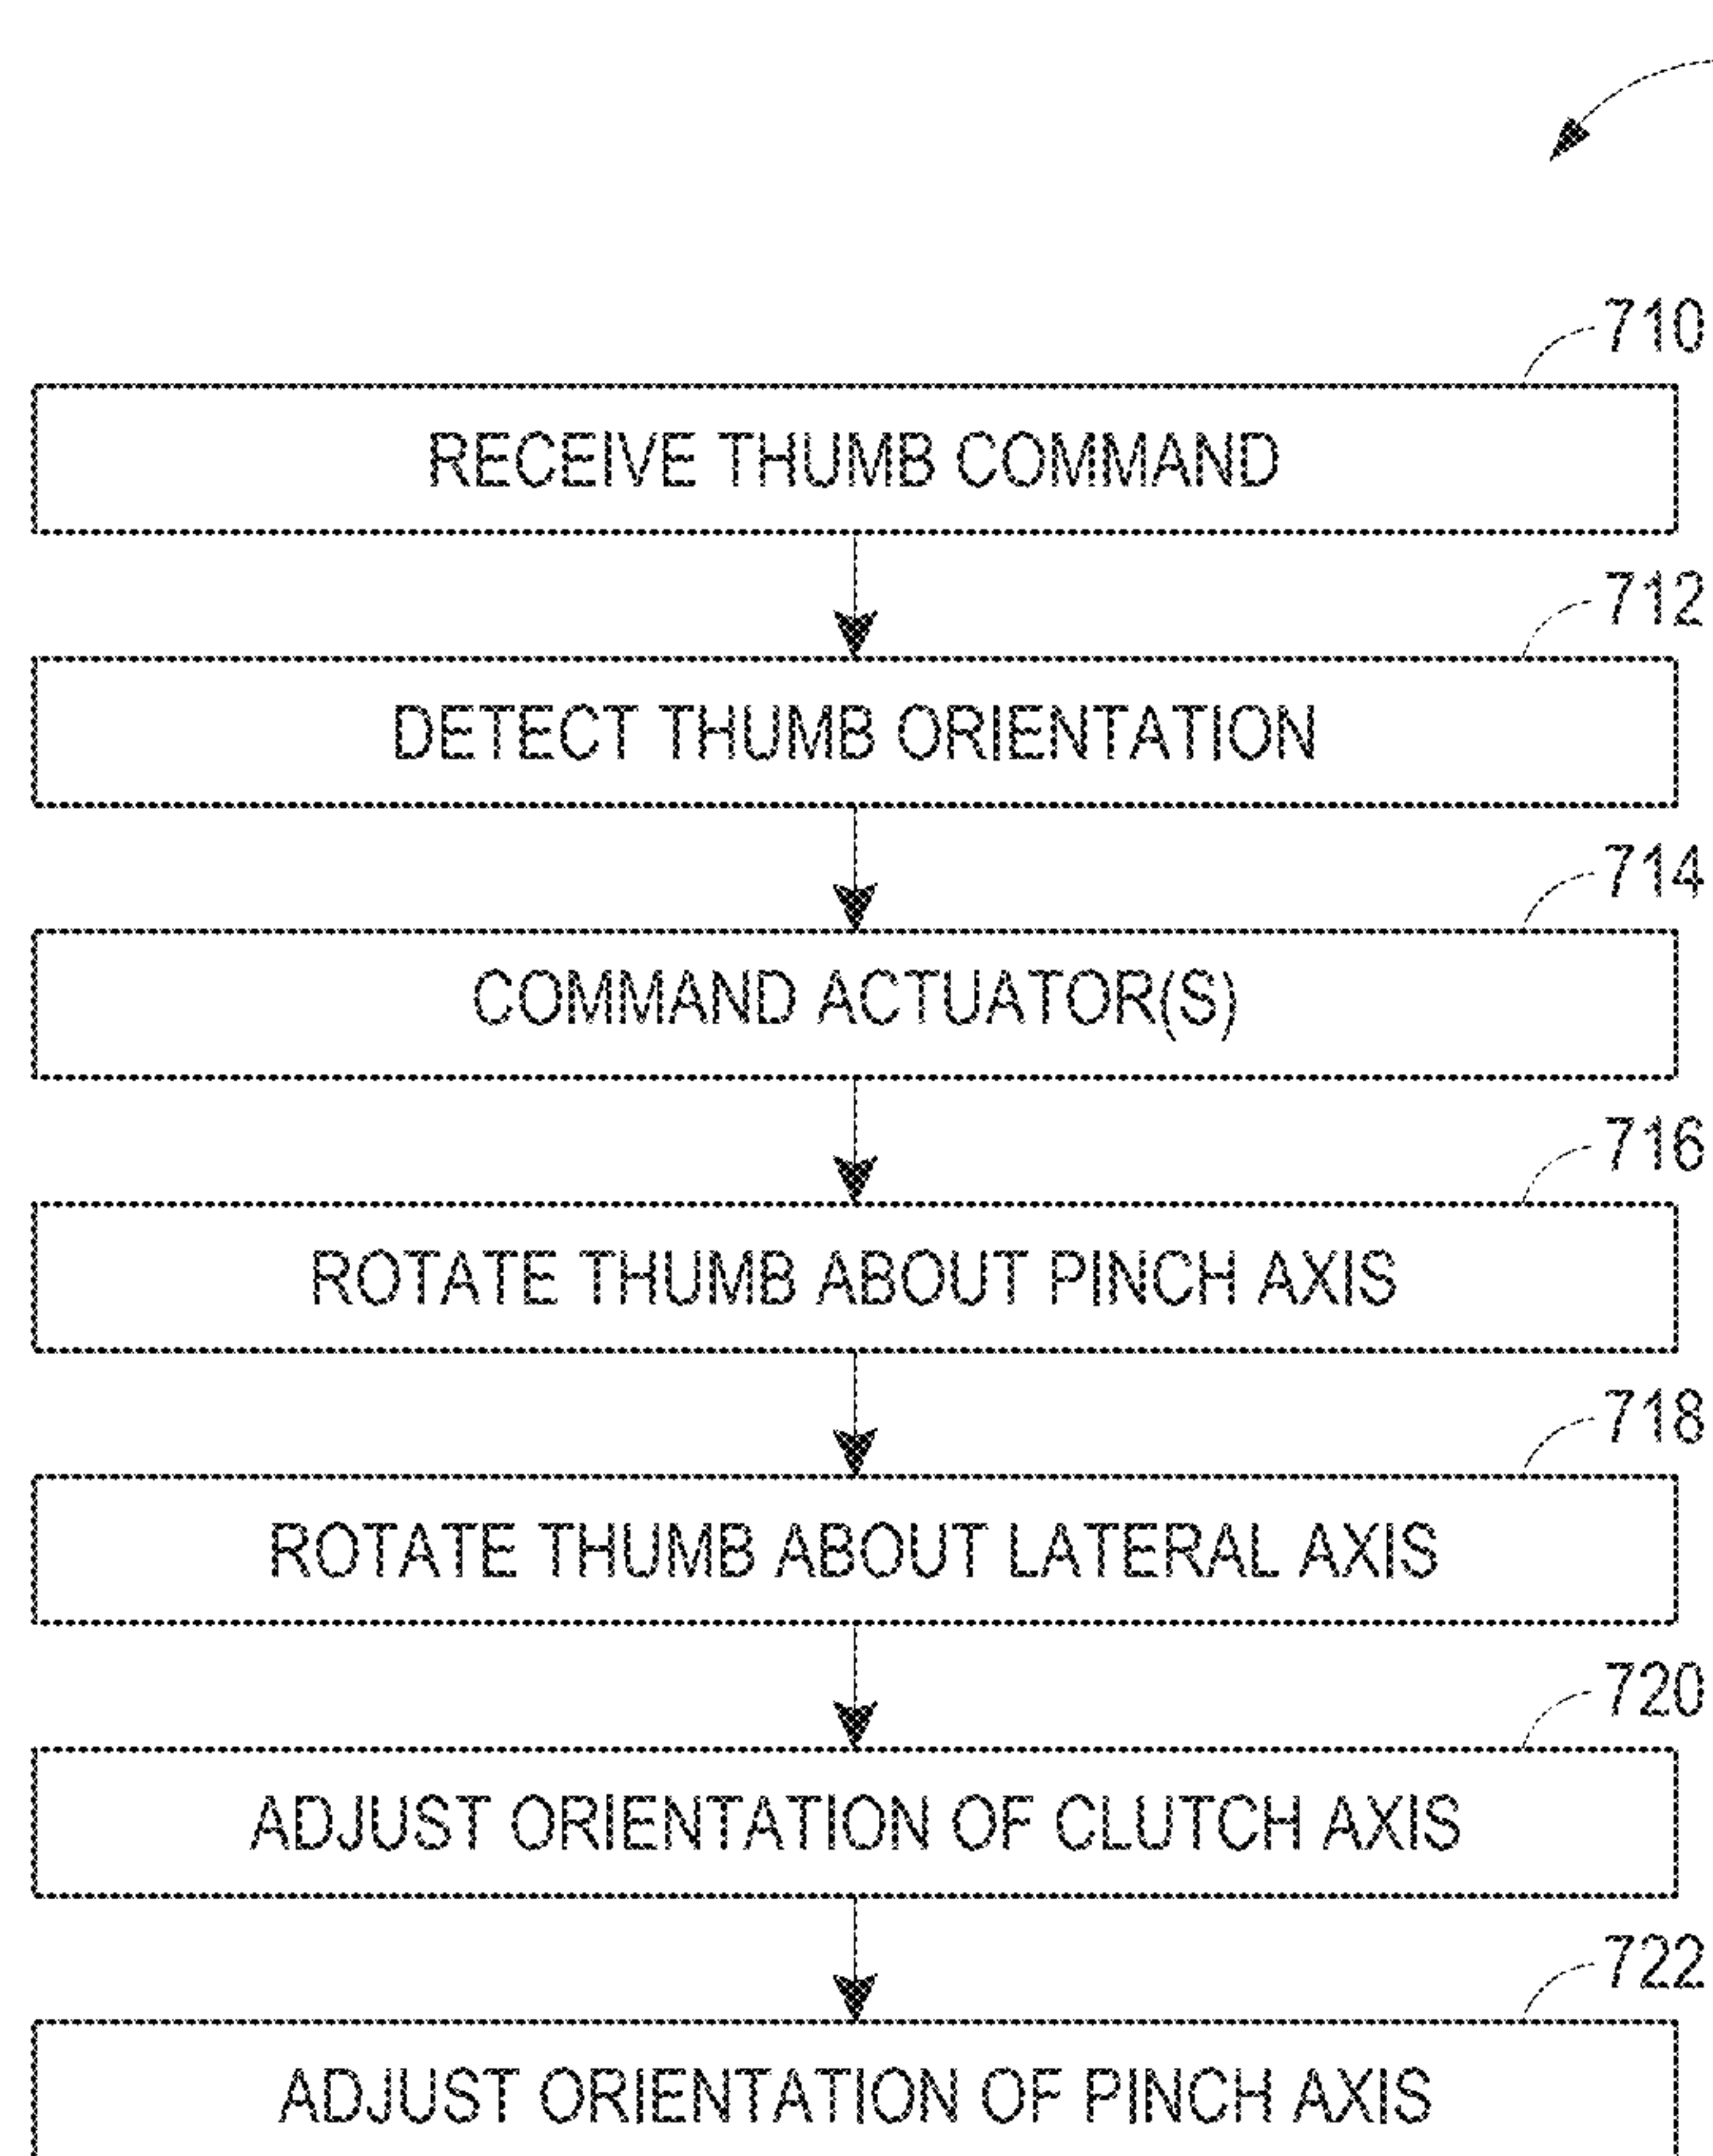 710
RECEIVE THUMB COMMAND
712
DETECT THUMB ORIENTATION
714
COMMAND ACTUATOR(S)
716
ROTATE THUMB ABOUT PINCH AXIS
718
ROTATE THUMB ABOUT LATERAL AXIS
720
ADJUST ORIENTATION OF CLUTCH AXIS
722
ADJUST ORIENTATION OF PINCH AXIS